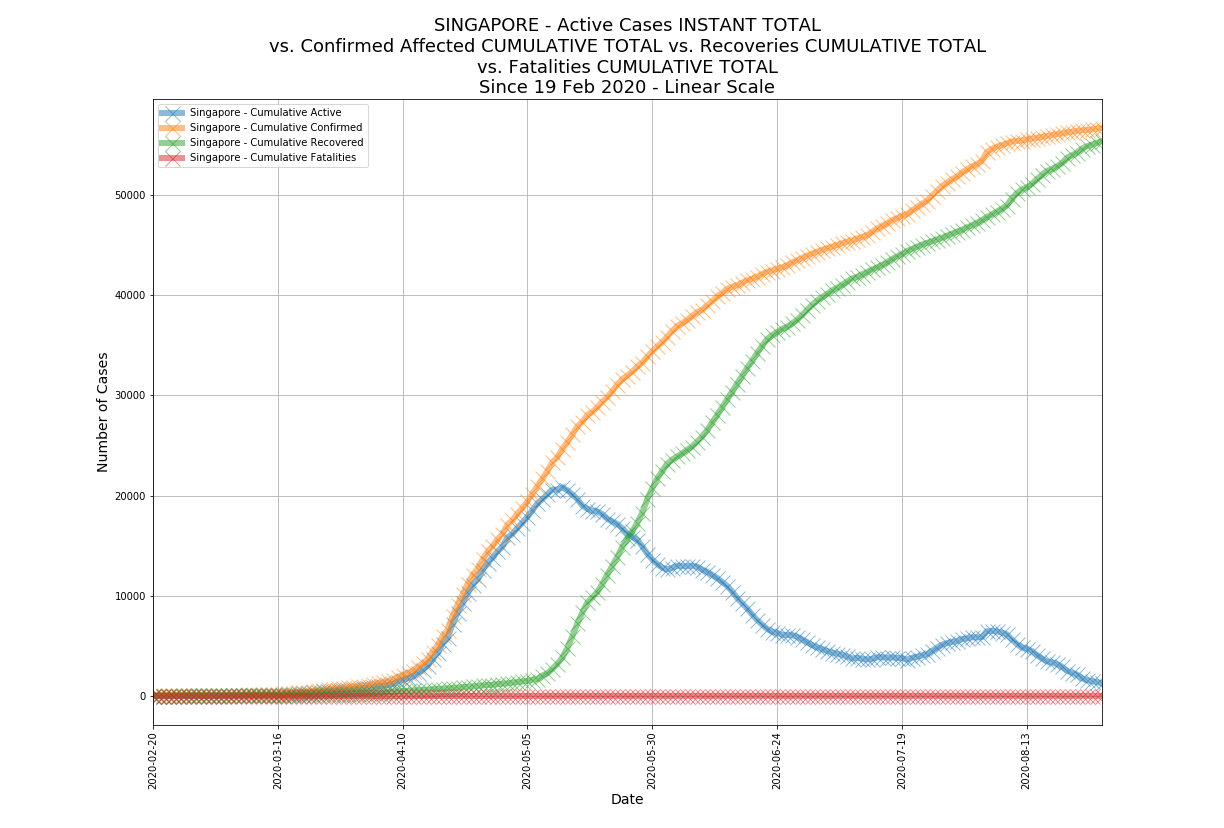 SINGAPORE - Active Cases INSTANT TOTAL
vs. Confirmed Affected CUMULATIVE TOTAL vs. Recoveries CUMULATIVE TOTAL
vs. Fatalities CUMULATIVE TOTAL
Since 19 Feb 2020 - Linear Scale
Singapore - Cumulative Active
Singapore - Cumulative Confirmed
Singapore - Cumulative Recovered
Singapore - Cumulative Fatalities
Number of Cases
50000
40000
30000
20000
10000
0
2020-02-20
2020-03-16
2020-04-10
2020-05-05
2020-05-30
2020-06-24
2020-07-19
2020-08-13
Date